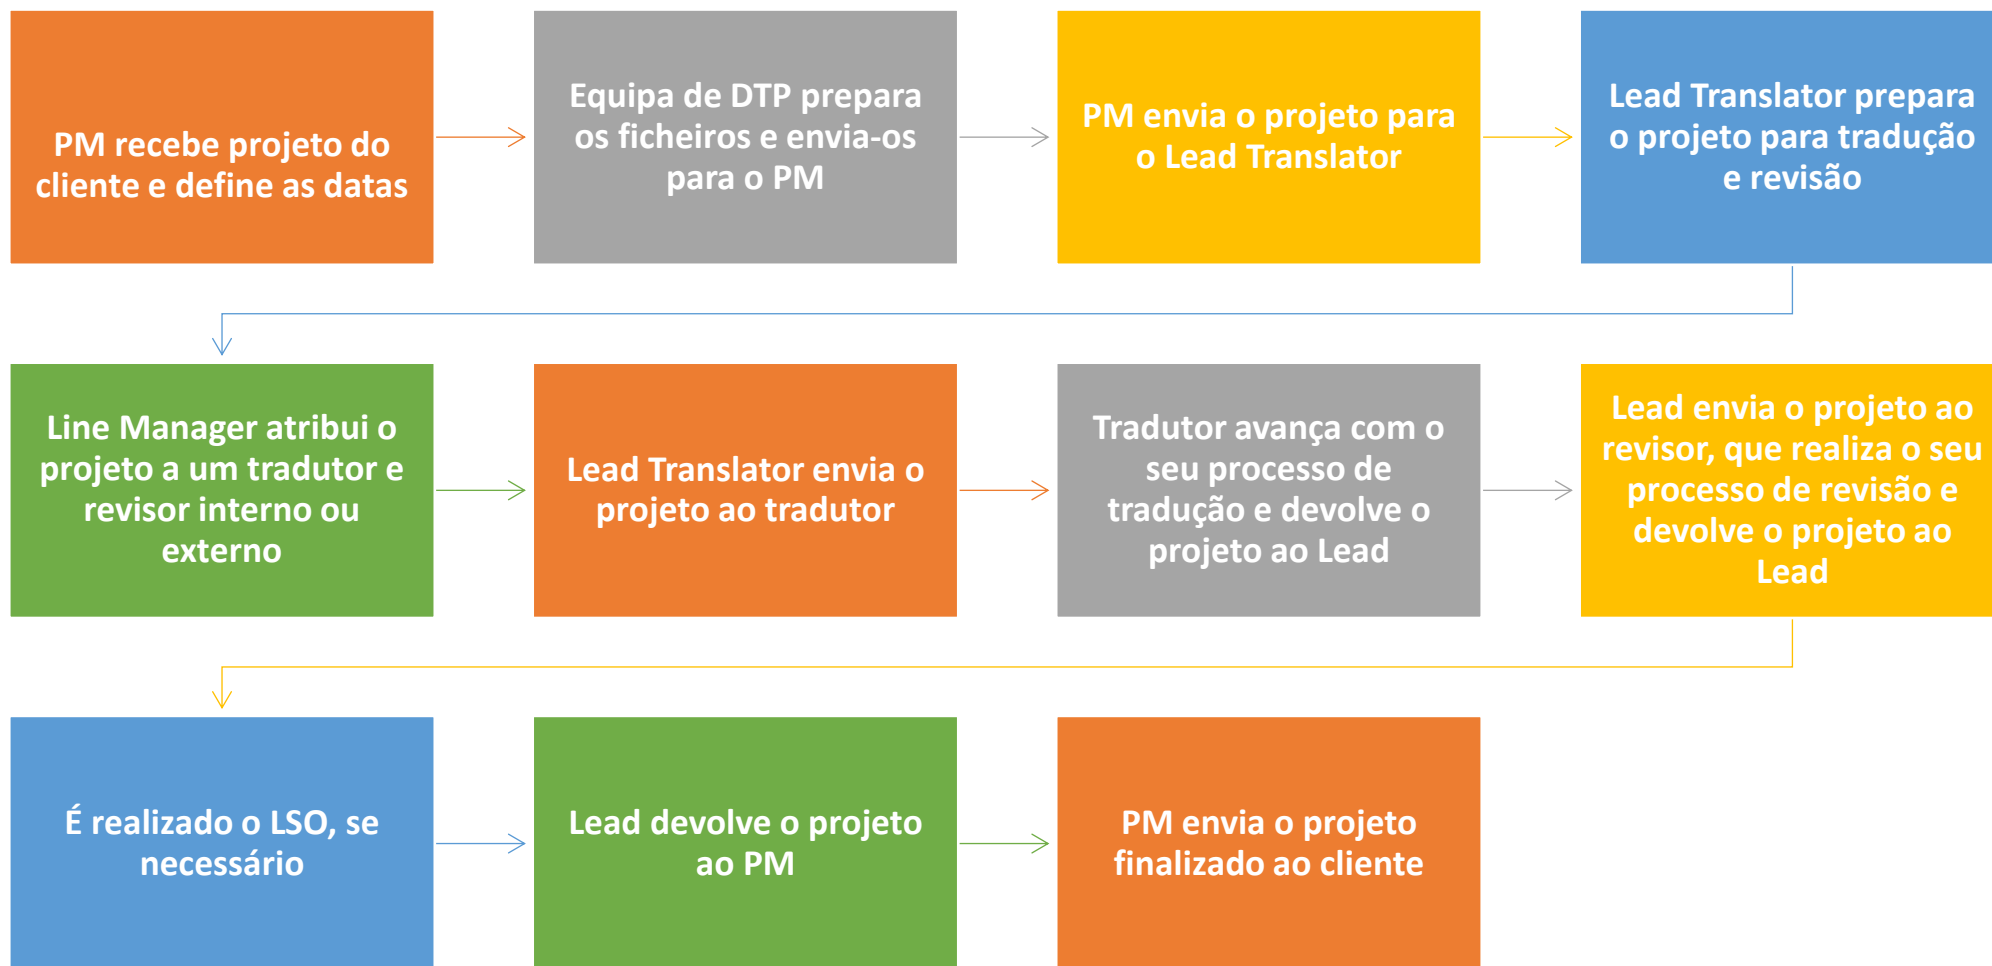 PM recebe projeto do
cliente e define as datas
Equipa de DTP prepara
os ficheiros e envia-os
para o PM
PM envia o projeto para
o Lead Translator
Lead Translator prepara
o projeto para tradução
e revisão
Line Manager atribui o
projeto a um tradutor e
revisor interno ou
externo
Lead Translator envia o
projeto ao tradutor
Tradutor avança com o
seu processo de
tradução e devolve o
projeto ao Lead
Lead envia o projeto ao
revisor, que realiza o seu
processo de revisão e
devolve o projeto ao
Lead
É realizado o LSO, se
necessário
Lead devolve o projeto
ao PM
PM envia o projeto
finalizado ao cliente